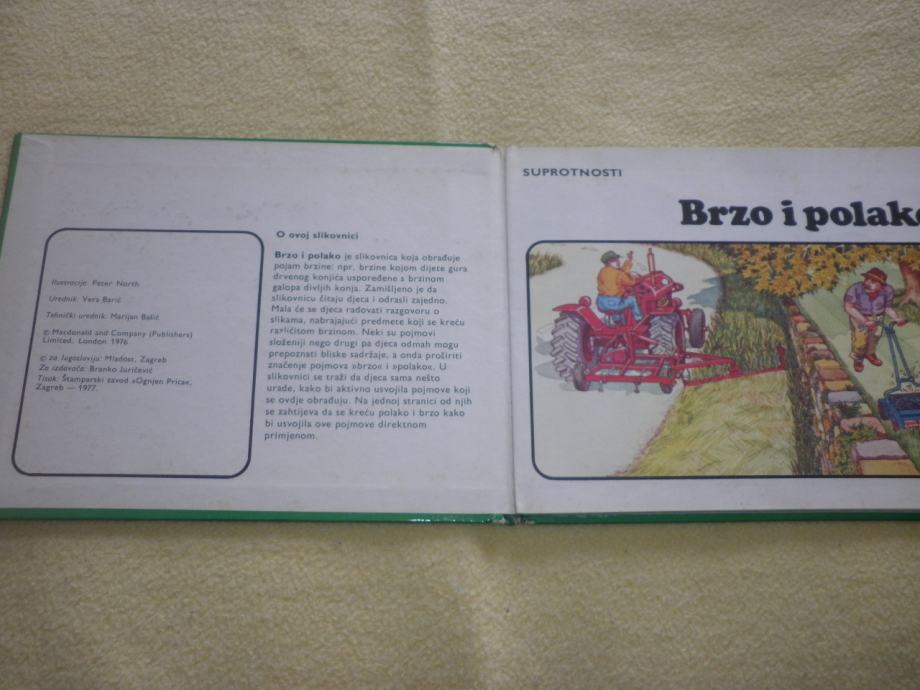 Ilustracije: Peter North
Urednik: Vera Barić
Tehnički urednik: Marijan Bašić
© Macdonald and Company (Publishers)
Limited, London 1976
© za Jugoslaviju: Mladost, Zagreb
Za izdavača: Branko Juričević
Tisak: Štamparski zavod »Ognjen Prica«,
Zagreb — 1977.
O ovoj slikovnici
Brzo i polako je slikovnica koja obrađuje
pojam brzine: npr. brzine kojom dijete gura
drvenog konjića uspoređene s brzinom
galopa divljih konja. Zamišljeno je da
slikovnicu čitaju djeca i odrasli zajedno.
Mala će se djeca radovati razgovoru o
slikama, nabrajajući predmete koji se kreću
različitom brzinom. Neki su pojmovi
složeniji nego drugi pa djeca odmah mogu
prepoznati bliske sadržaje, a onda proširiti
značenje pojmova »brzo« i »polako«. U
slikovnici se traži da djeca sama nešto
urade, kako bi aktivno usvojila pojmove koji
se ovdje obrađuju. Na jednoj stranici od njih
se zahtijeva da se kreću polako i brzo kako
bi usvojila ove pojmove direktnom
primjenom.
SUPROTNOSTI
Brzo i polako